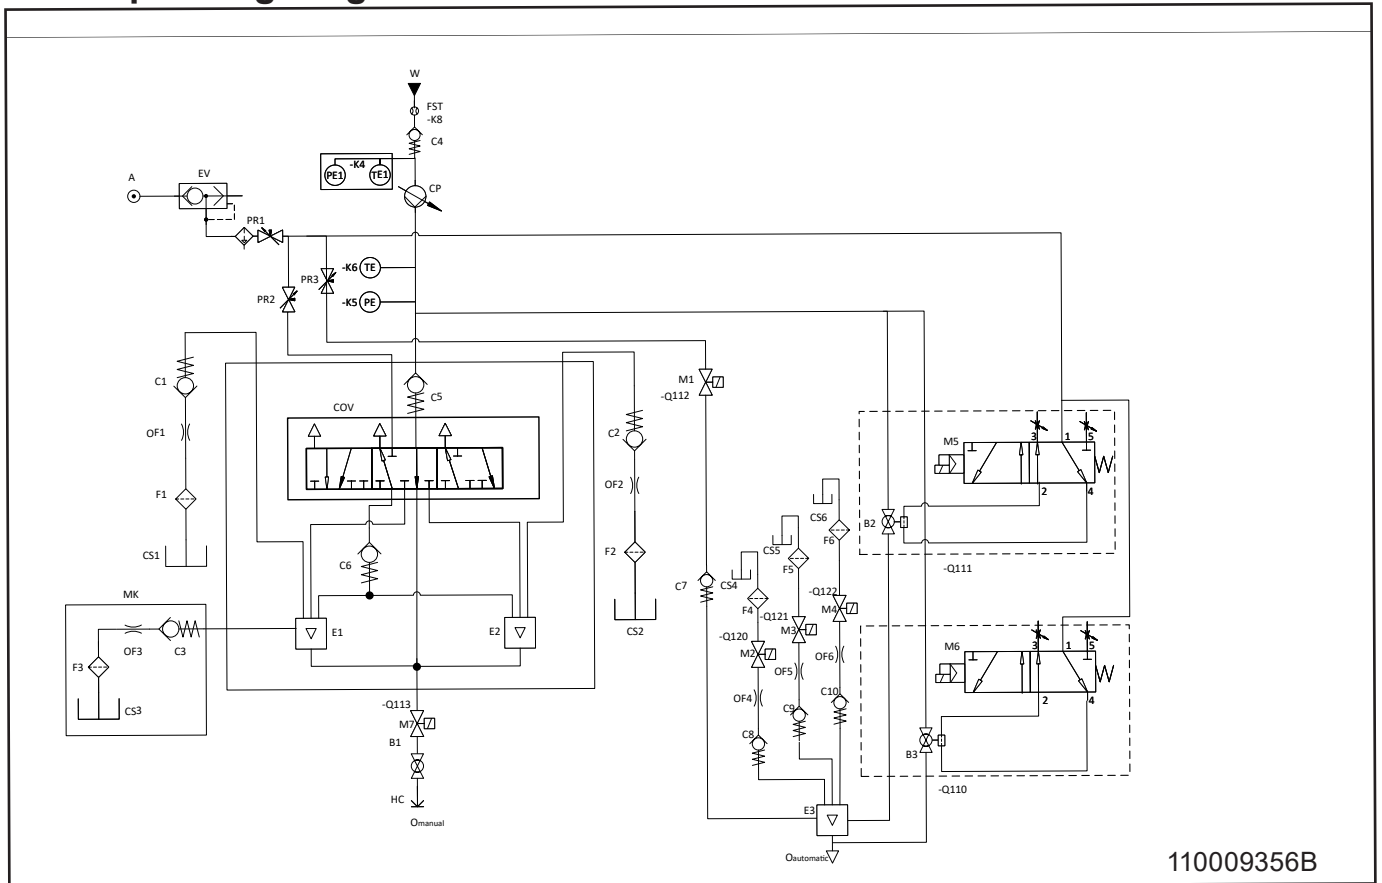 W
FST
-K8
C4
-K4
PE1
TE1
CP
A
EV
PR1
-K6
TE
PR3
-K5
PE
PR2
C1
C5
COV
OF1
F1
CS1
C6
C2
OF2
F2
CS2
M1
-Q112
C7
MK
OF3
C3
F3
CS3
E1
E2
-Q113
M7
B1
HC
Omanual
CS4
F4
-Q120
M2
OF4
C8
CS5
F5
-Q121
M3
OF5
C9
CS6
F6
-Q122
M4
OF6
C10
E3
Oautomatic
M5
3
1
5
2
4
B2
-Q111
M6
3
1
5
2
4
B3
-Q110
110009356B